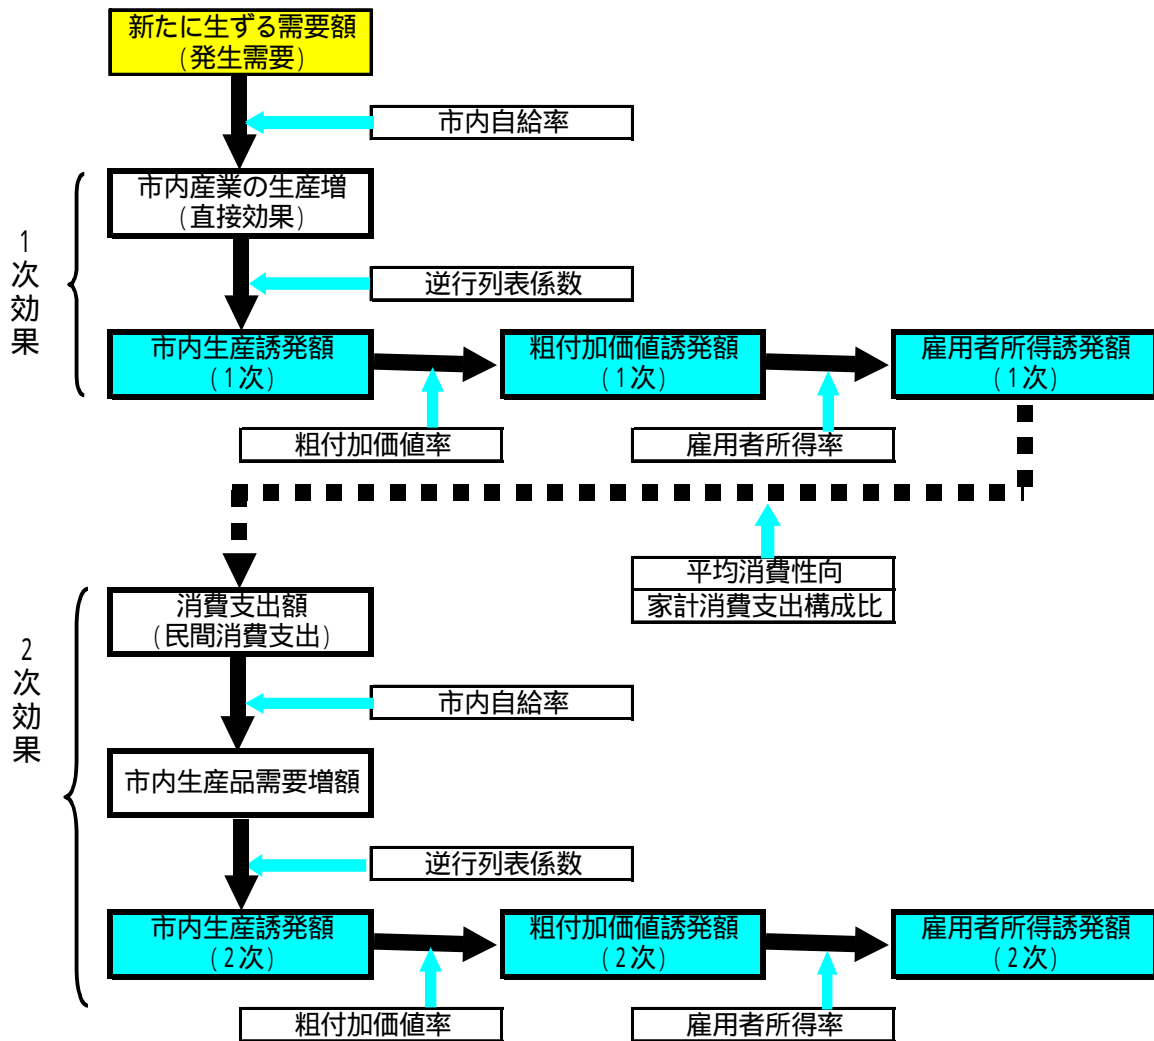 新たに生ずる需要額
(発生需要)
市内自給率
市内産業の生産増
(直接効果)
1次効果
逆行列表係数
市内生産誘発額
(1次)
粗付加価値誘発額
(1次)
雇用者所得誘発額
(1次)
粗付加価値率
雇用者所得率
平均消費性向
家計消費支出構成比
消費支出額
(民間消費支出)
2次効果
市内自給率
市内生産品需要増額
逆行列表係数
市内生産誘発額
(2次)
粗付加価値誘発額
(2次)
雇用者所得誘発額
(2次)
粗付加価値率
雇用者所得率